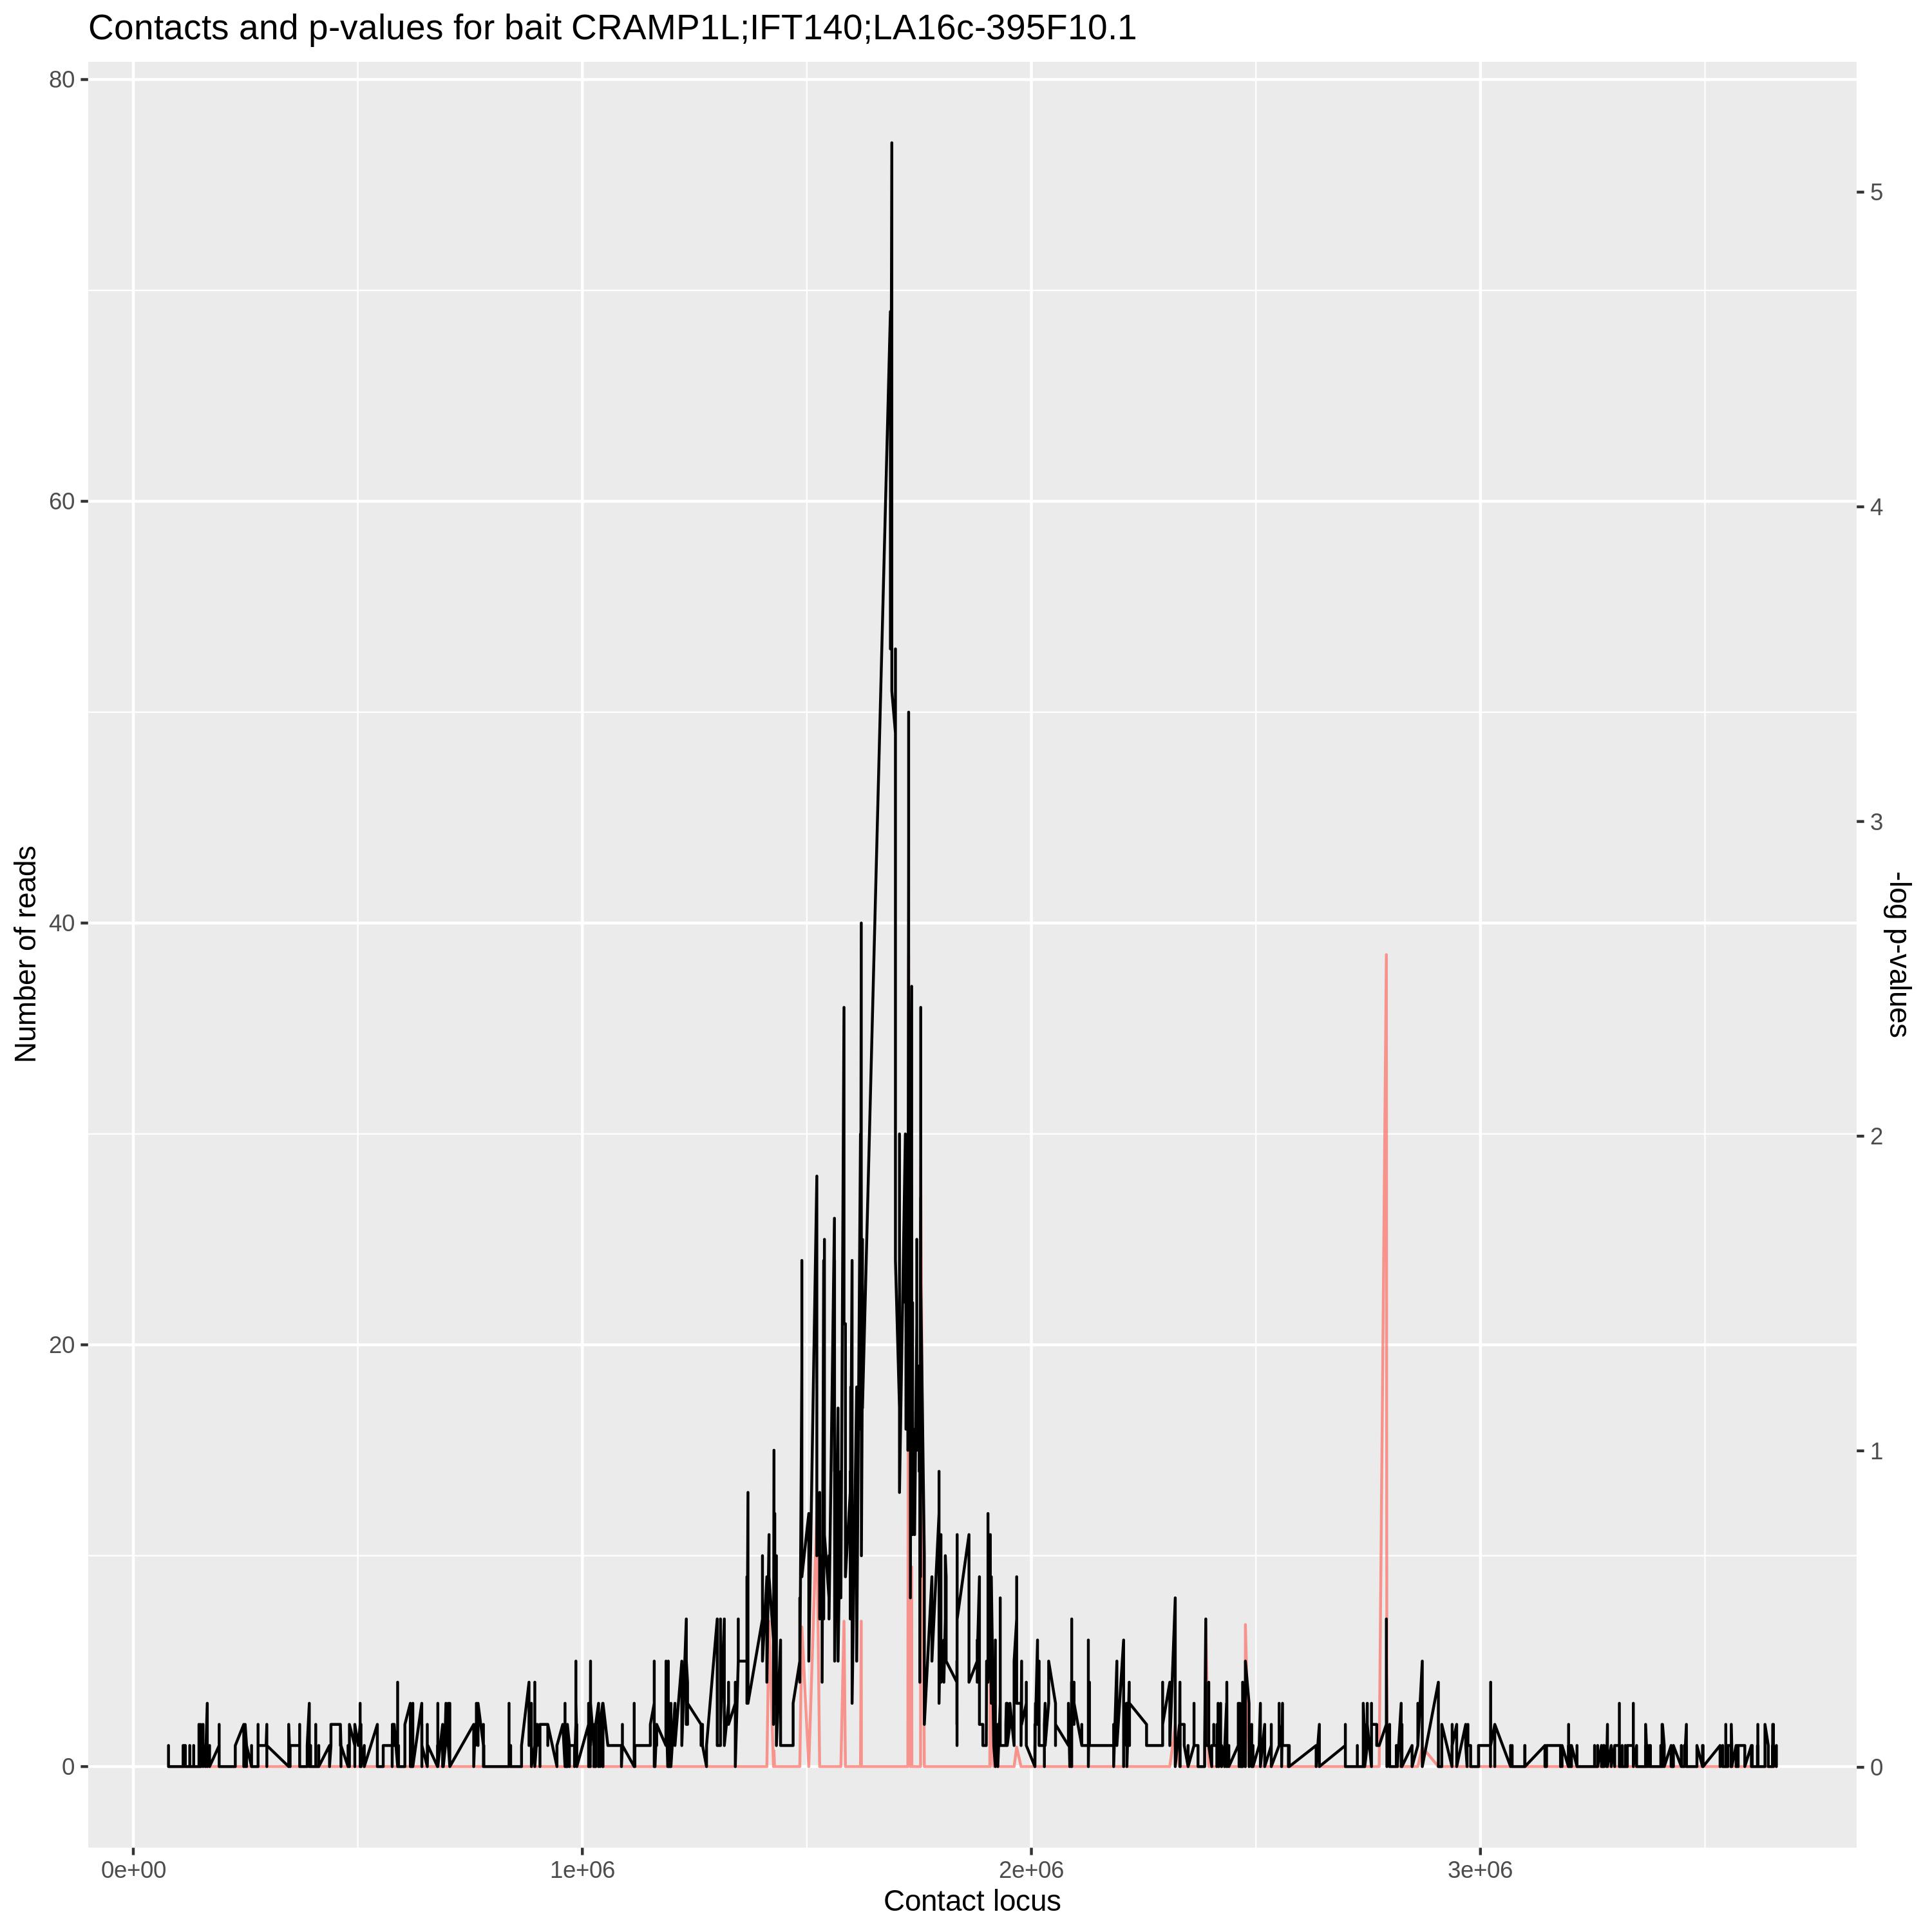 Contacts and p-values for bait CRAMP1L;IFT140;LA16c-395F10.1
80
60
40
20
0
Number of reads
5
4
3
2
1
0
-log p-values
0e+00
1e+06
2e+06
3e+06
Contact locus